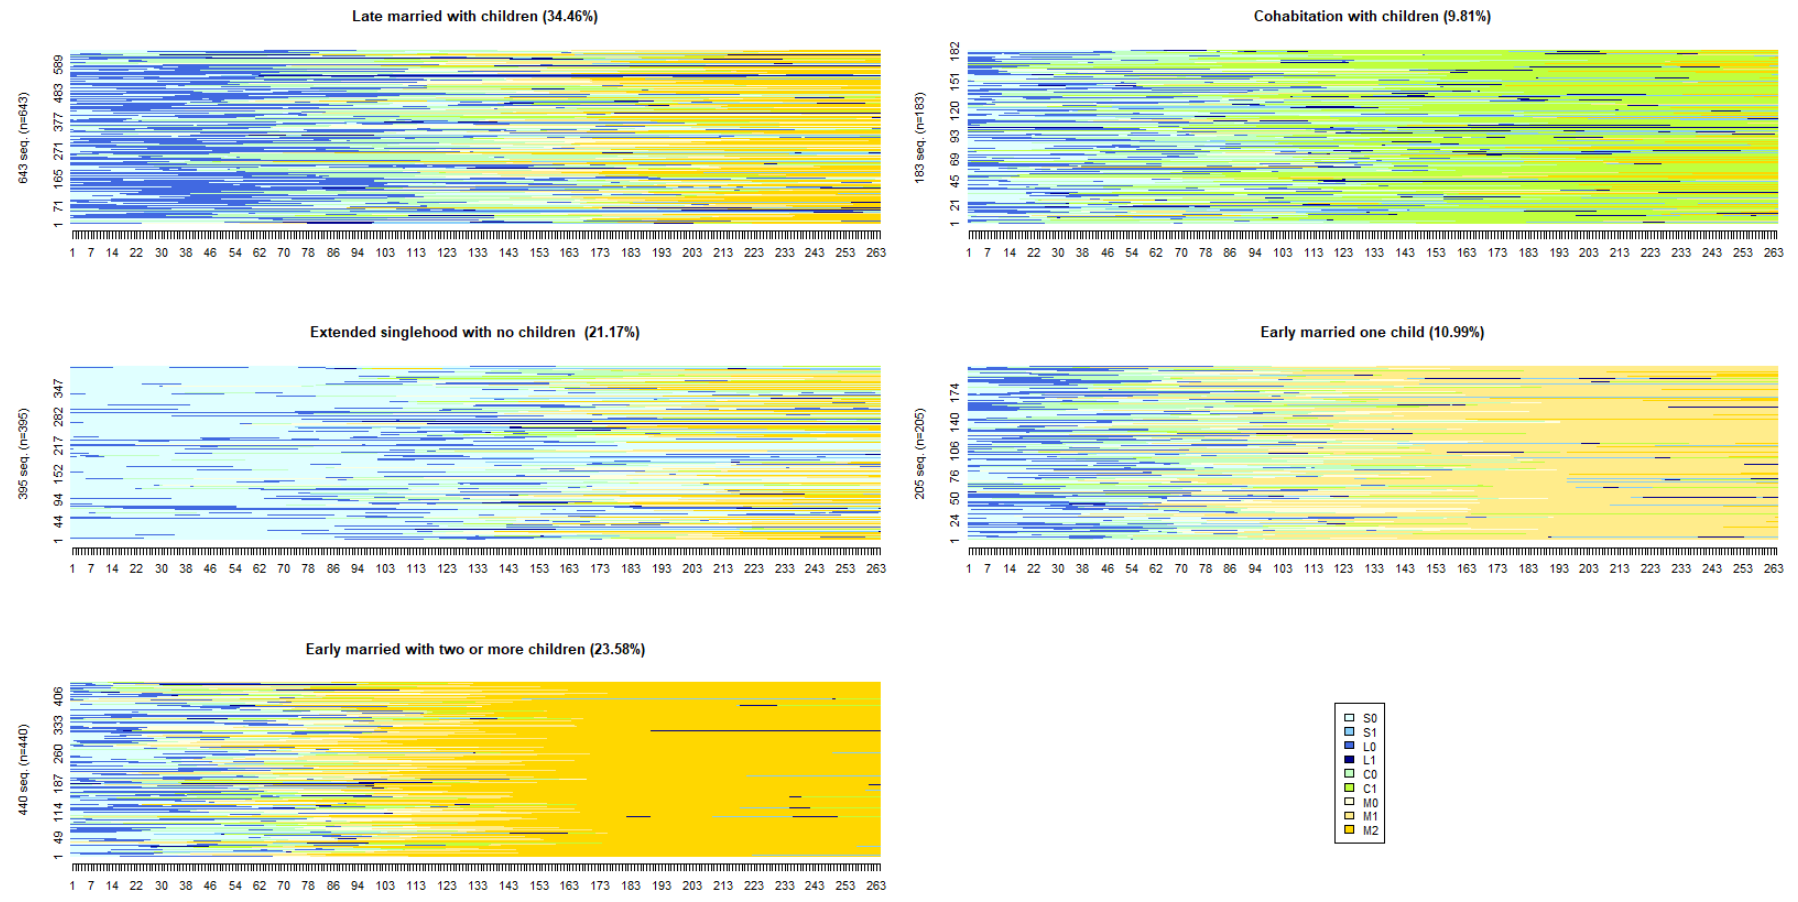 Late married with children (34.46%)
643 seq. (n=643)
1 71 165 271 377 483 589
1 7 14 22 30 38 46 54 62 70 78 86 94 103 113 123 133 143 153 163 173 183 193 203 213 223 233 243 253 263
Cohabitation with children (9.81%)
183 seq. (n=183)
1 21 45 69 93 120 151 182
1 7 14 22 30 38 46 54 62 70 78 86 94 103 113 123 133 143 153 163 173 183 193 203 213 223 233 243 253 263
Extended singlehood with no children (21.17%)
395 seq. (n=395)
1 44 94 152 217 282 347
1 7 14 22 30 38 46 54 62 70 78 86 94 103 113 123 133 143 153 163 173 183 193 203 213 223 233 243 253 263
Early married one child (10.99%)
205 seq. (n=205)
1 24 50 76 106 140 174
1 7 14 22 30 38 46 54 62 70 78 86 94 103 113 123 133 143 153 163 173 183 193 203 213 223 233 243 253 263
Early married with two or more children (23.58%)
440 seq. (n=440)
1 49 114 187 260 333 406
1 7 14 22 30 38 46 54 62 70 78 86 94 103 113 123 133 143 153 163 173 183 193 203 213 223 233 243 253 263
S0
S1
L0
L1
C0
C1
M0
M1
M2